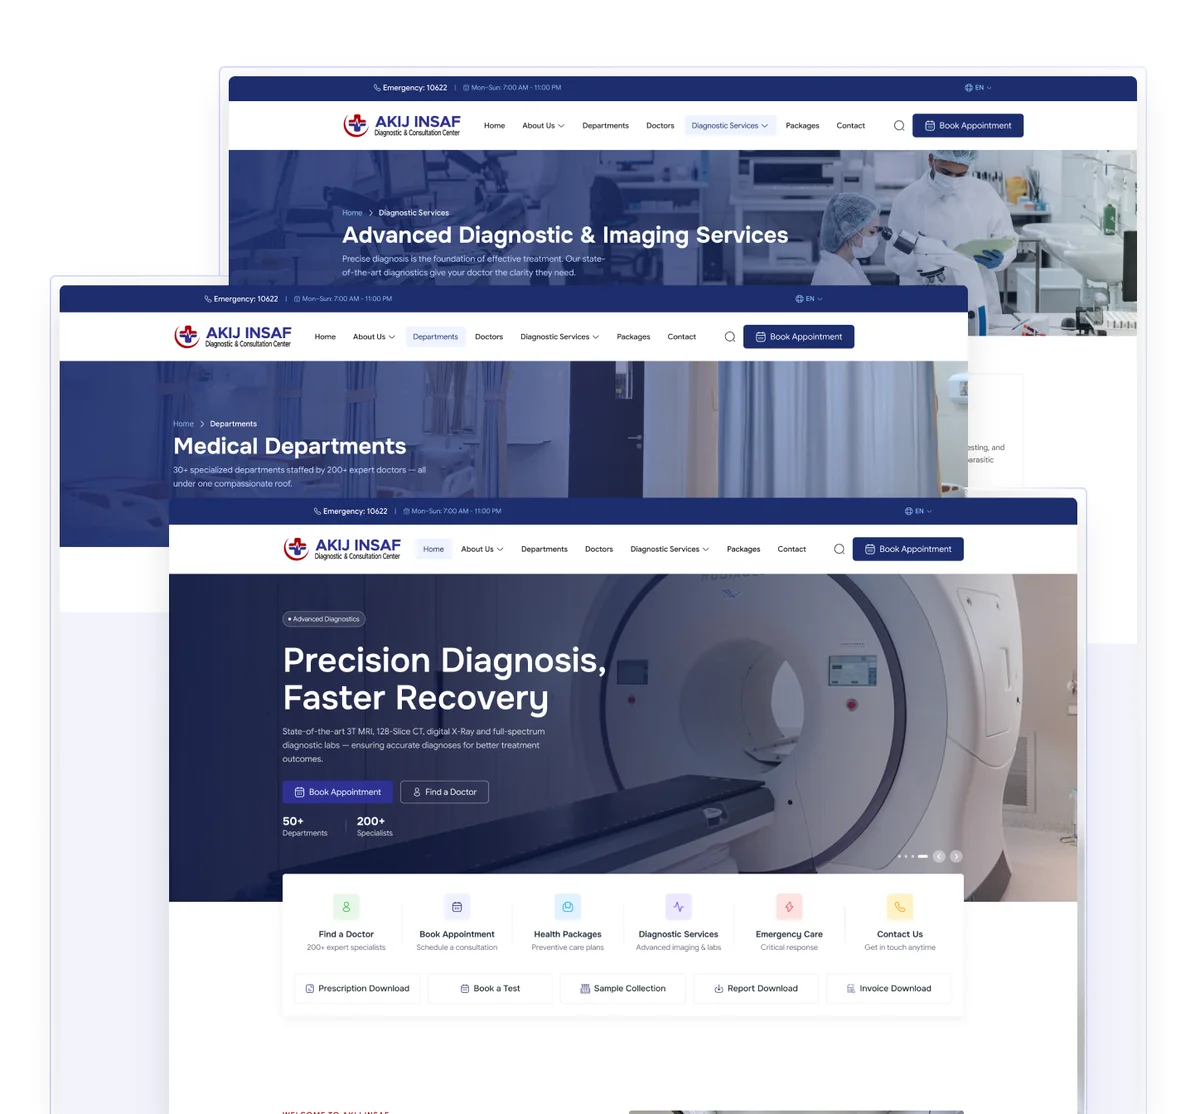 Emergency: 10622 | Mon–Sun: 7:00 AM - 11:00 PM EN
AKIJ INSAF
Diagnostic & Consultation Center
Home About Us Departments Doctors Diagnostic Services Packages Contact Book Appointment
Home > Diagnostic Services
Advanced Diagnostic & Imaging Services
Precise diagnosis is the foundation of effective treatment. Our state-
of-the-art diagnostics give your doctor the clarity they need.
esting, and
arasitic
Emergency: 10622 | Mon–Sun: 7:00 AM - 11:00 PM EN
AKIJ INSAF
Diagnostic & Consultation Center
Home About Us Departments Doctors Diagnostic Services Packages Contact Book Appointment
Home > Departments
Medical Departments
30+ specialized departments staffed by 200+ expert doctors — all
under one compassionate roof.
Emergency: 10622 | Mon–Sun: 7:00 AM - 11:00 PM EN
AKIJ INSAF
Diagnostic & Consultation Center
Home About Us Departments Doctors Diagnostic Services Packages Contact Book Appointment
Advanced Diagnostics
Precision Diagnosis,
Faster Recovery
State-of-the-art 3T MRI, 128-Slice CT, digital X-Ray and full-spectrum
diagnostic labs — ensuring accurate diagnoses for better treatment
outcomes.
Book Appointment Find a Doctor
50+ 200+
Departments Specialists
Find a Doctor Book Appointment Health Packages Diagnostic Services Emergency Care Contact Us
200+ expert specialists Schedule a consultation Preventive care plans Advanced imaging & labs Critical response Get in touch anytime
Prescription Download Book a Test Sample Collection Report Download Invoice Download
WELCOME TO AKIJ INSAF